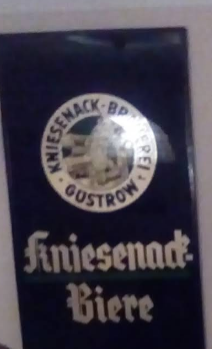 KNIESENACK-BRAUEREI
GÜSTROW
Kniesenack-
Biere